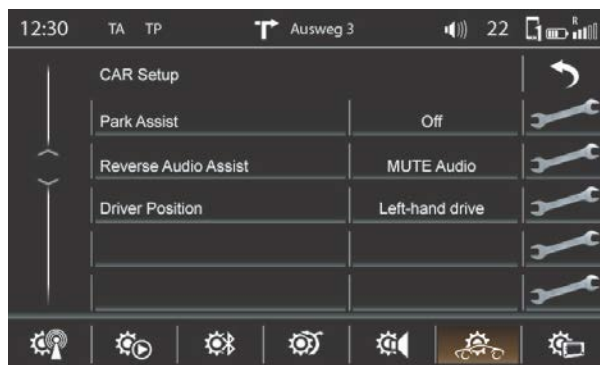 12:30 TA TP Ausweg 3 22 1 R
CAR Setup
Park Assist Off
Reverse Audio Assist MUTE Audio
Driver Position Left-hand drive